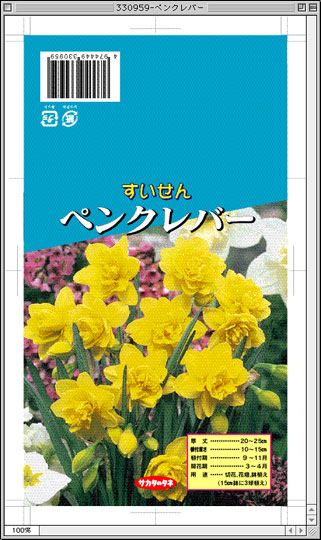 330959-ペンクレバー
4 974449 330959
すいせん
ペンクレバー
草 丈 ・・・・・・・・・ 20～25cm
植付間隔 ・・・・・・・ 10～15cm
植付期 ・・・・・・・・・ 9～11月
開花期 ・・・・・・・・・ 3～4月
用 途 ・・・・ 切花、花壇、鉢植え
(15cm鉢に3球植え)
サカタのタネ
100%